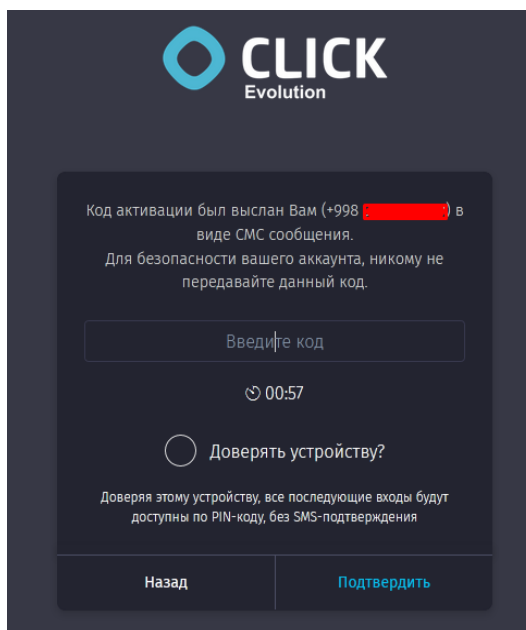 CLICK
Evolution
Код активации был выслан Вам (+998 ) в
виде СМС сообщения.
Для безопасности вашего аккаунта, никому не
передавайте данный код.
Введите код
00:57
Доверять устройству?
Доверяя этому устройству, все последующие входы будут
доступны по PIN-коду, без SMS-подтверждения
Назад Подтвердить